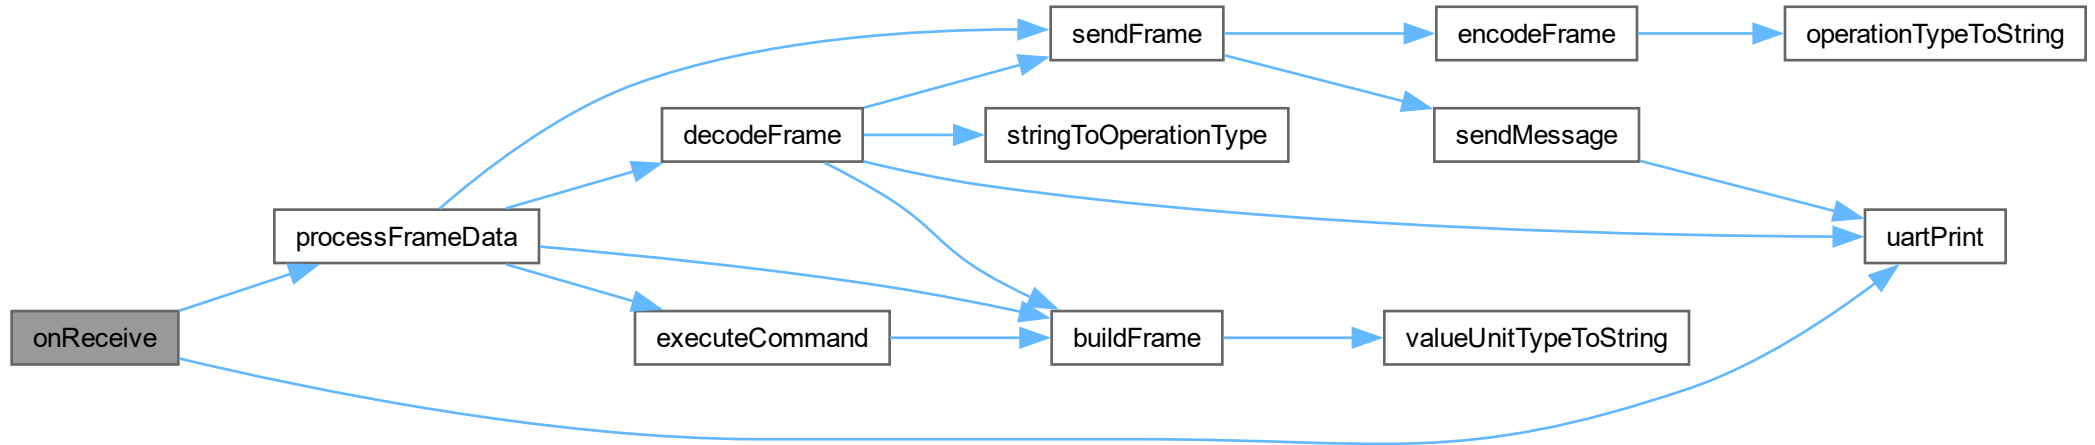 sendFrame
encodeFrame
operationTypeToString
decodeFrame
stringToOperationType
sendMessage
processFrameData
uartPrint
onReceive
executeCommand
buildFrame
valueUnitTypeToString